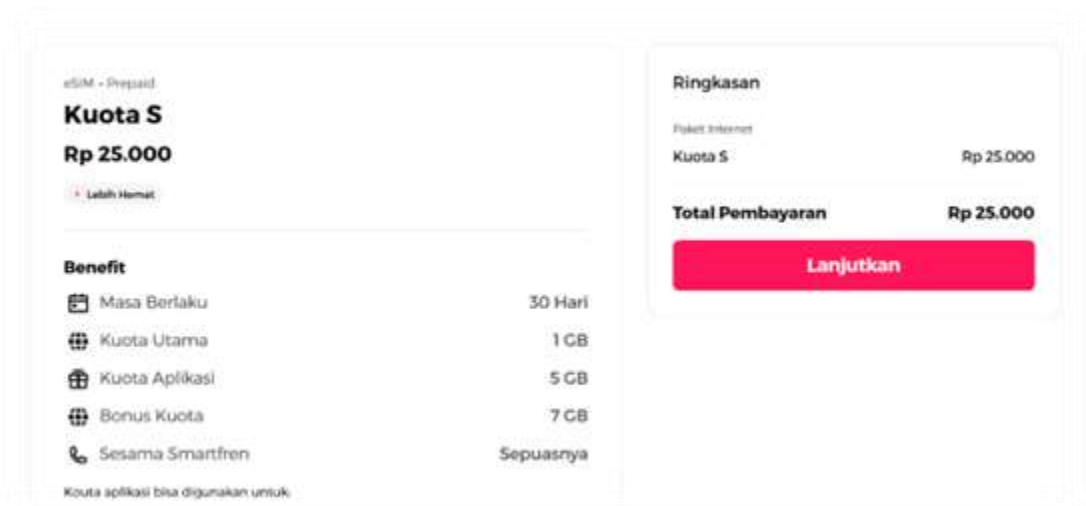 eSIM • Prepaid
Kuota S
Rp 25.000
Lebih Hemat
Benefit
Masa Berlaku 30 Hari
Kuota Utama 1 GB
Kuota Aplikasi 5 GB
Bonus Kuota 7 GB
Sesama Smartfren Sepuasnya
Kouta aplikasi bisa digunakan untuk:
Ringkasan
Paket Internet
Kuota S Rp 25.000
Total Pembayaran Rp 25.000
Lanjutkan